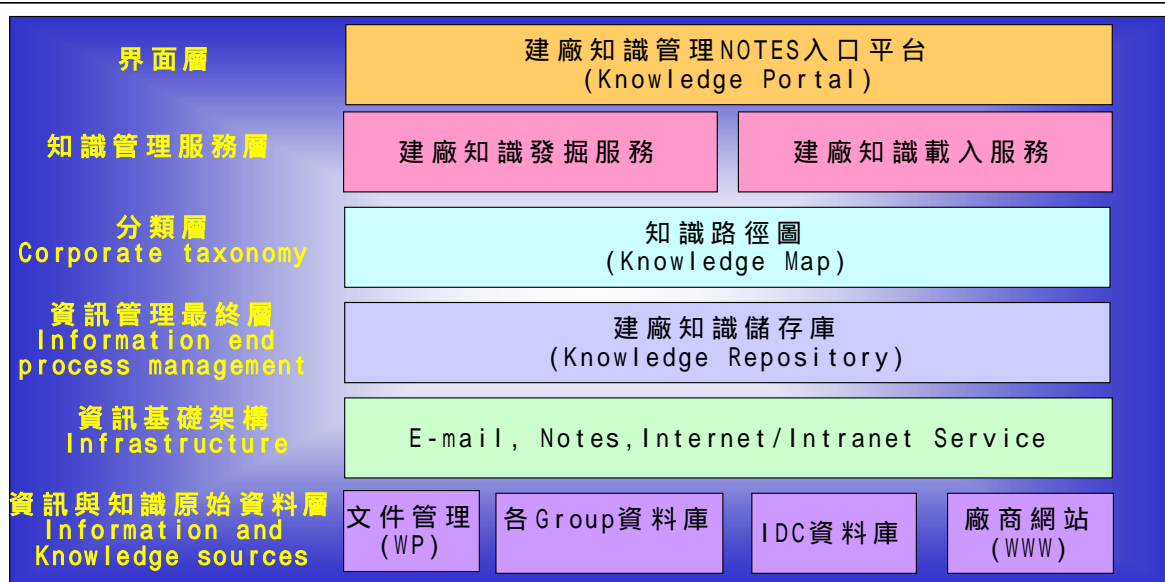 界面層
建廠知識管理NOTES入口平台
(Knowledge Portal)
知識管理服務層
建廠知識發掘服務
建廠知識載入服務
分類層
Corporate taxonomy
知識路徑圖
(Knowledge Map)
資訊管理最終層
Information end
process management
建廠知識儲存庫
(Knowledge Repository)
資訊基礎架構
Infrastructure
E-mail, Notes,Internet/Intranet Service
資訊與知識原始資料層
Information and
Knowledge sources
文件管理
(WP)
各Group資料庫
IDC資料庫
廠商網站
(WWW)